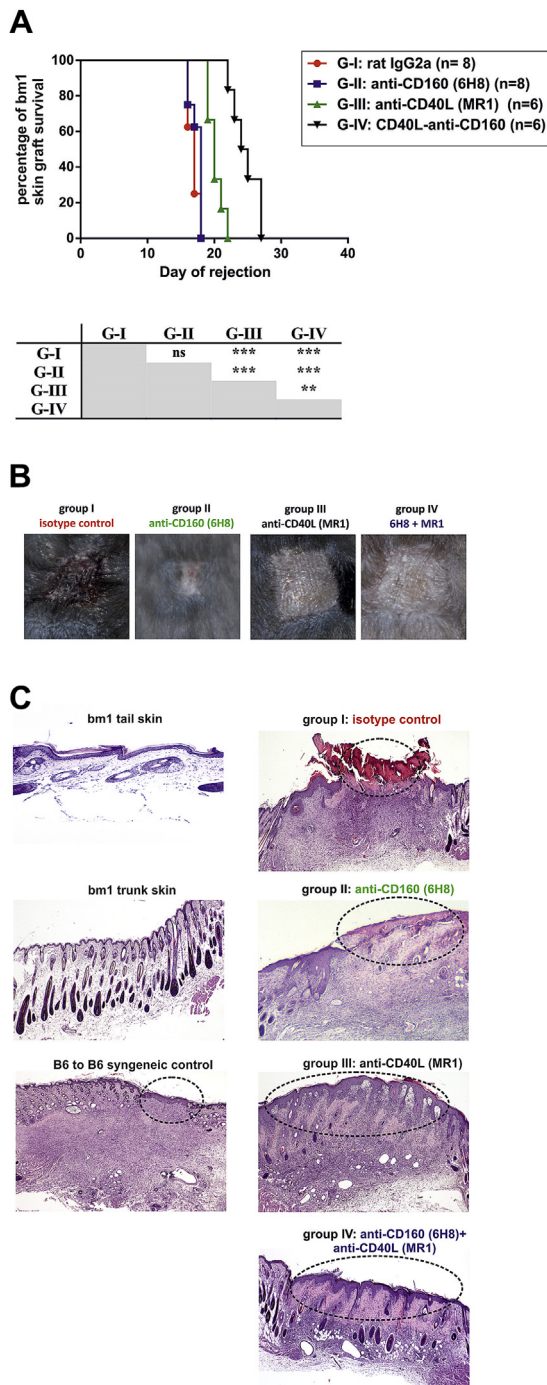 A
percentage of bm1
skin graft survival
100
80
60
40
20
0
0
10
20
30
40
Day of rejection
G-I: rat IgG2a (n= 8)
G-II: anti-CD160 (6H8) (n=8)
G-III: anti-CD40L (MR1) (n=6)
G-IV: CD40L-anti-CD160 (n=6)
G-I G-II G-III G-IV
G-I ns *** ***
G-II *** ***
G-III **
G-IV
B
group I
isotype control
group II
anti-CD160 (6H8)
group III
anti-CD40L (MR1)
group IV
6H8 + MR1
C
bm1 tail skin
group I: isotype control
bm1 trunk skin
group II: anti-CD160 (6H8)
B6 to B6 syngeneic control
group III: anti-CD40L (MR1)
group IV: anti-CD160 (6H8)+
anti-CD40L (MR1)